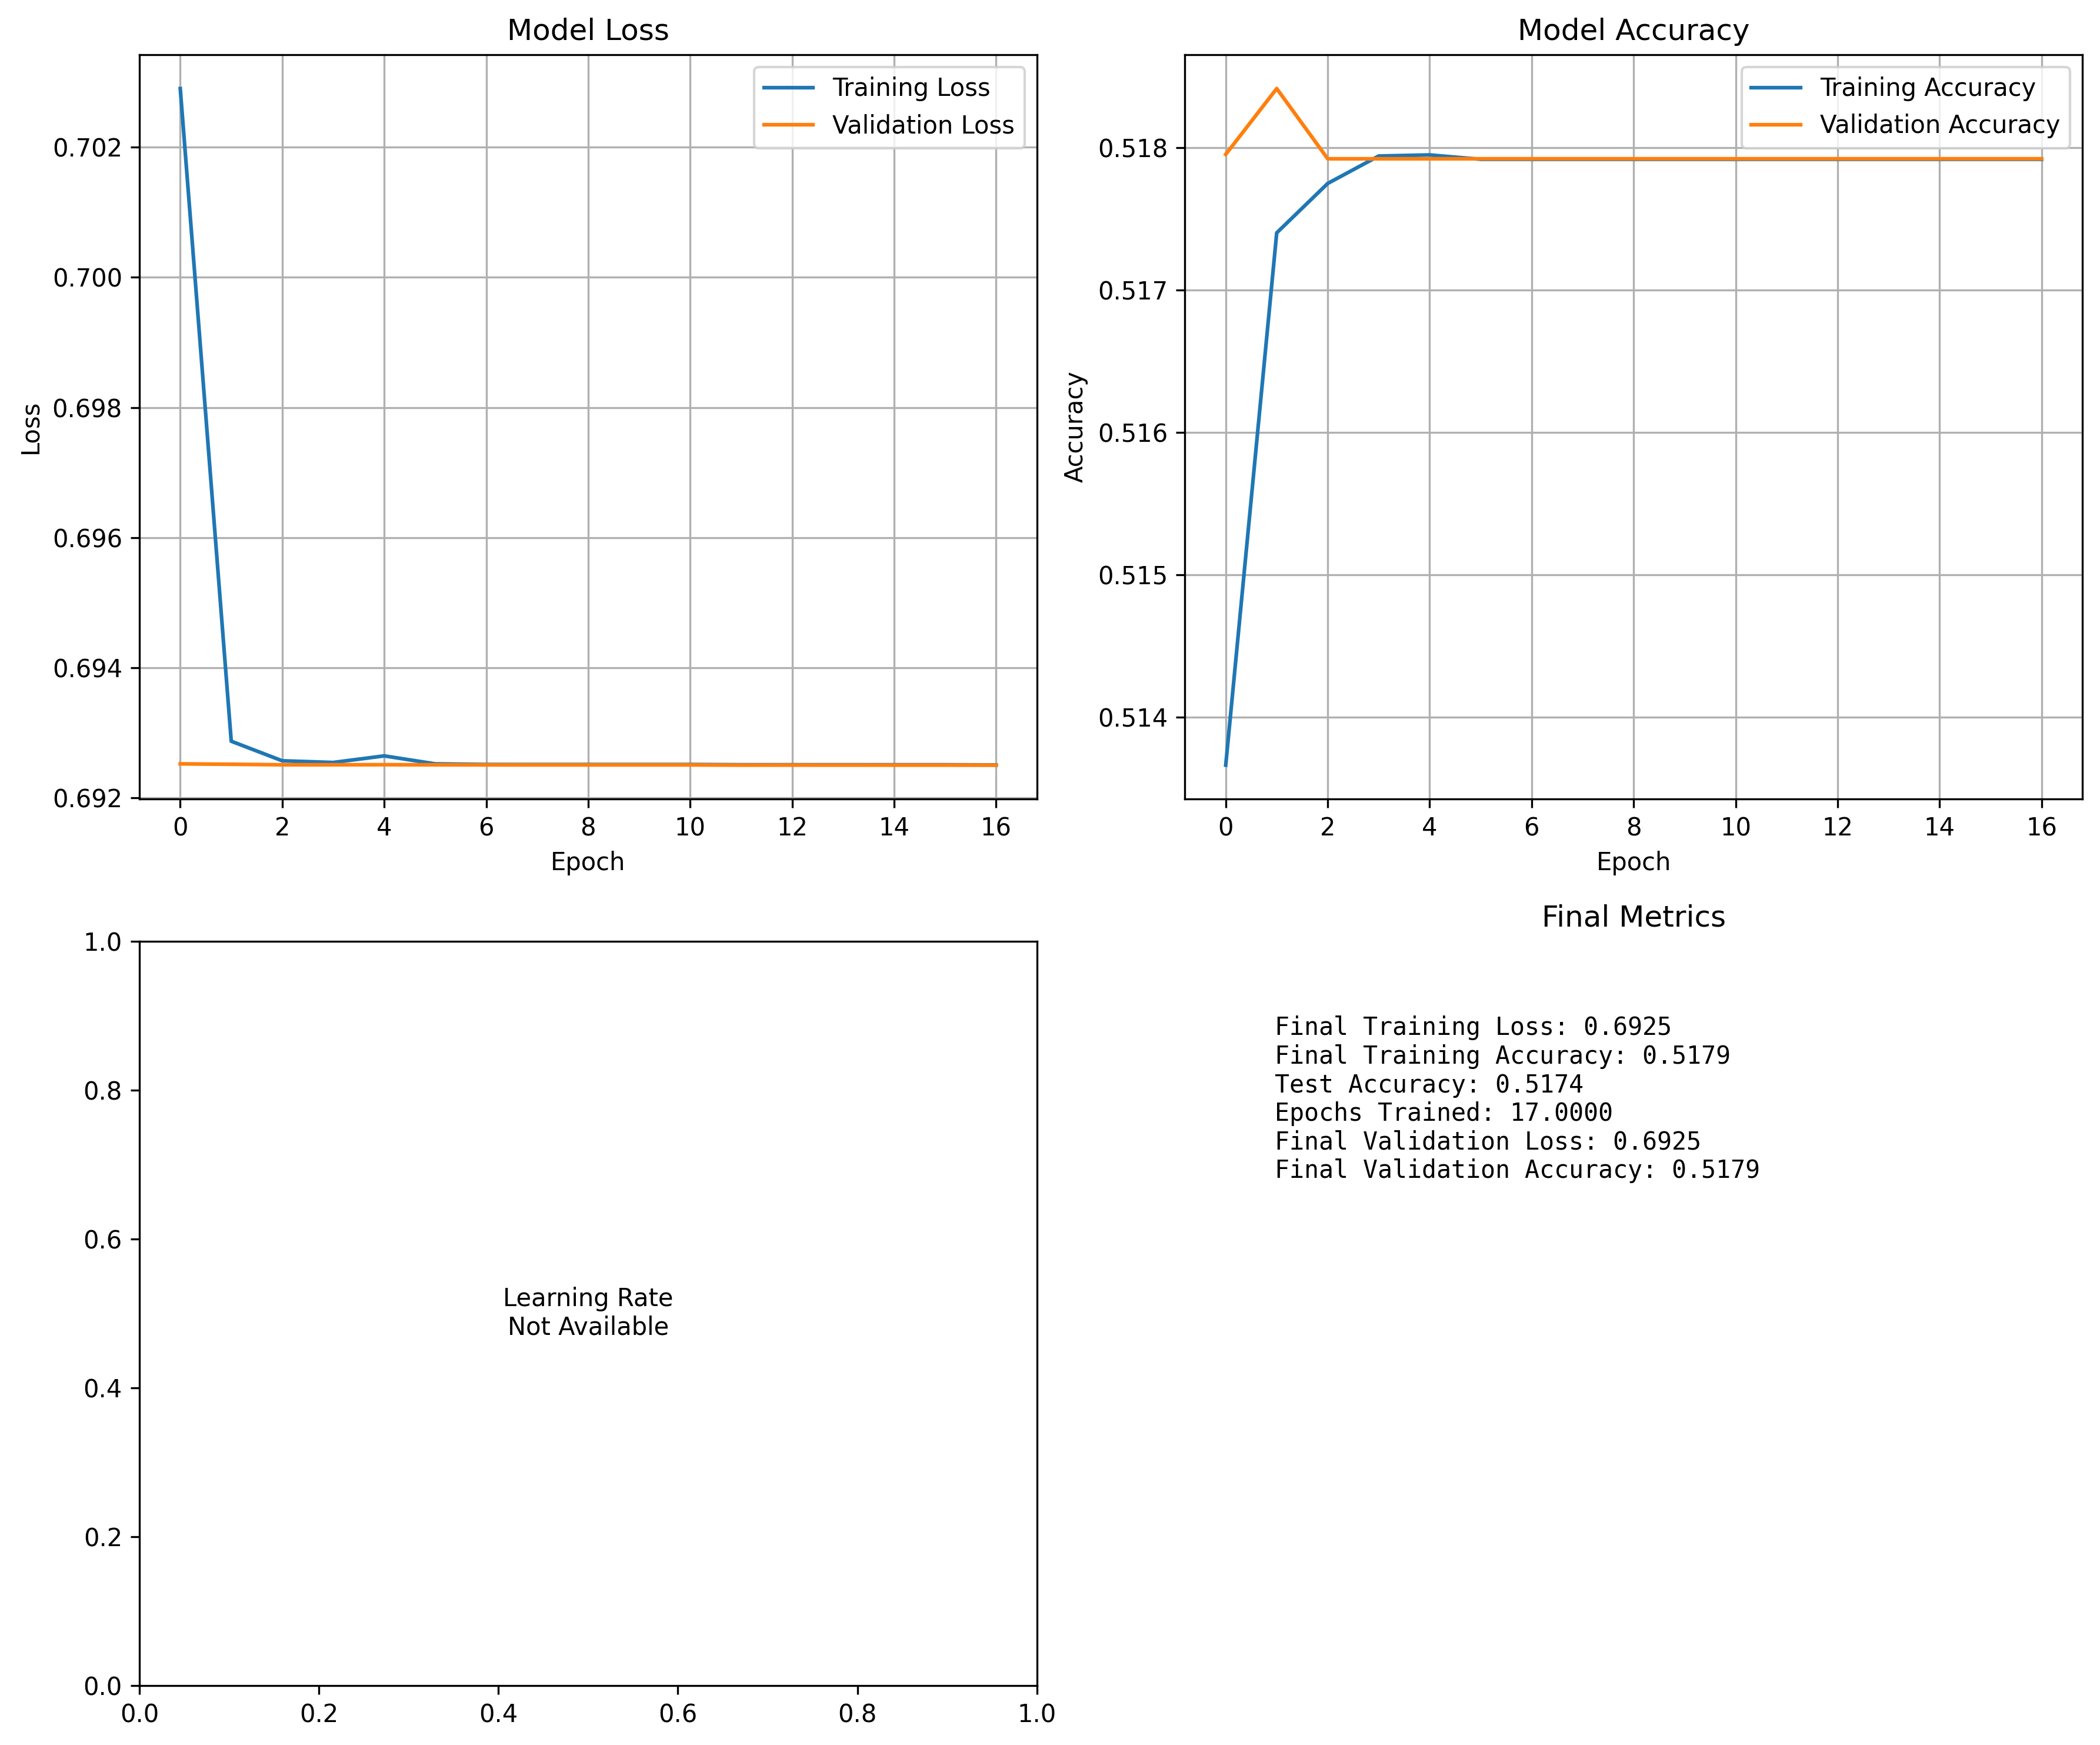 Model Loss
Training Loss
Validation Loss
0.702
0.700
0.698
0.696
0.694
0.692
Loss
0 2 4 6 8 10 12 14 16
Epoch
Model Accuracy
Training Accuracy
Validation Accuracy
0.518
0.517
0.516
0.515
0.514
Accuracy
0 2 4 6 8 10 12 14 16
Epoch
1.0
0.8
0.6
0.4
0.2
0.0
Learning Rate
Not Available
0.0 0.2 0.4 0.6 0.8 1.0
Final Metrics
Final Training Loss: 0.6925
Final Training Accuracy: 0.5179
Test Accuracy: 0.5174
Epochs Trained: 17.0000
Final Validation Loss: 0.6925
Final Validation Accuracy: 0.5179